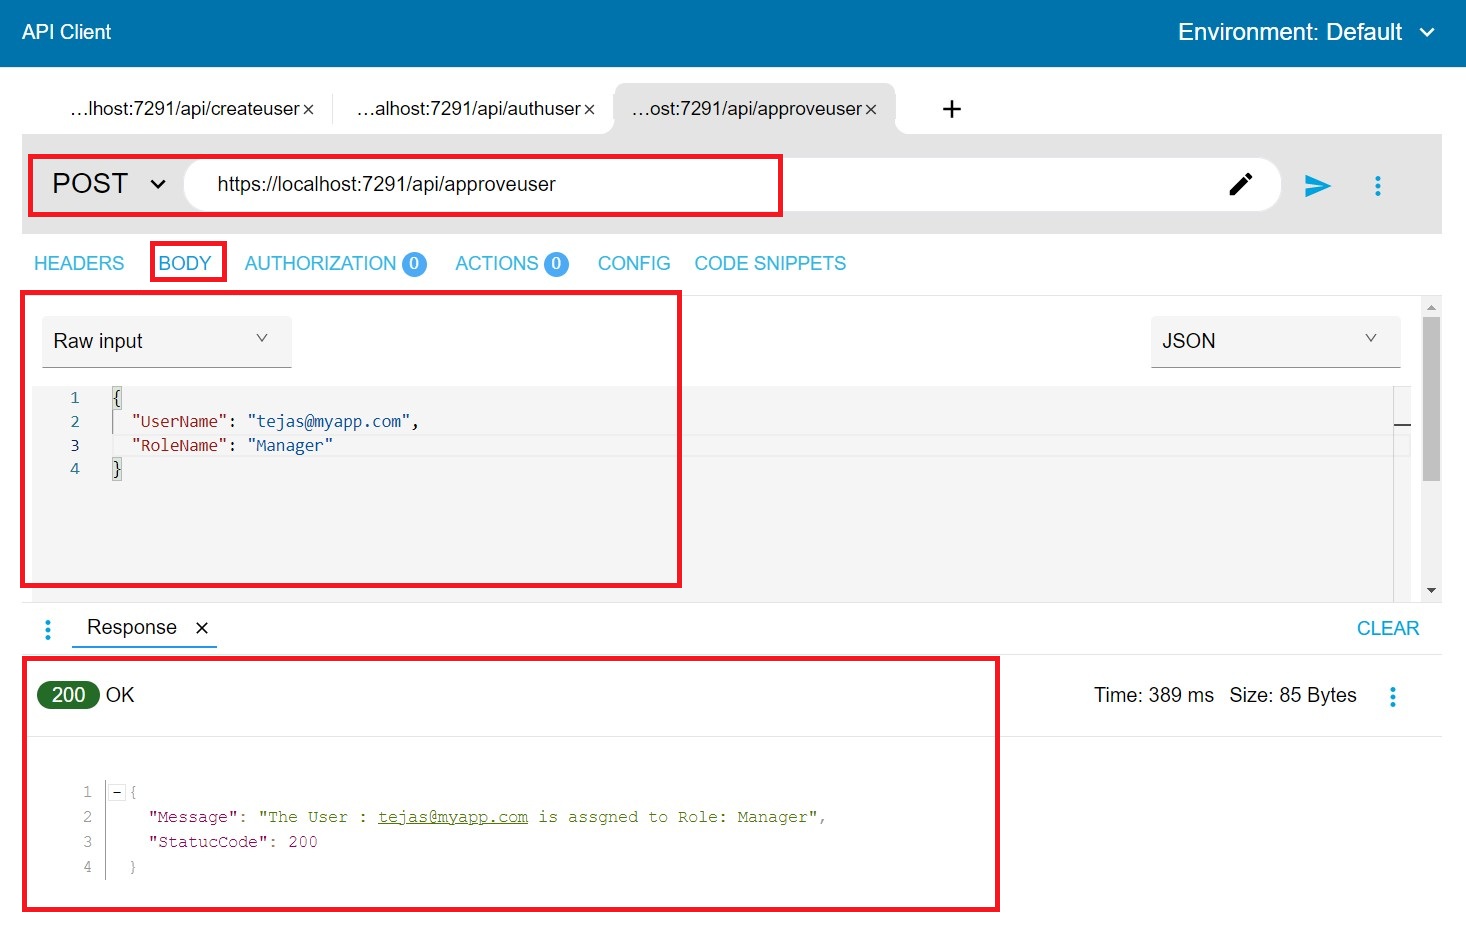 API Client
Environment: Default
...lhost:7291/api/createuser ×
...alhost:7291/api/authuser ×
...ost:7291/api/approveuser ×
+
POST
https://localhost:7291/api/approveuser
HEADERS BODY AUTHORIZATION 0 ACTIONS 0 CONFIG CODE SNIPPETS
Raw input
JSON
1 {
2 "UserName": "tejas@myapp.com",
3 "RoleName": "Manager"
4 }
Response ×
CLEAR
200 OK
Time: 389 ms Size: 85 Bytes
1 {
2 "Message": "The User : tejas@myapp.com is assgned to Role: Manager",
3 "StatucCode": 200
4 }